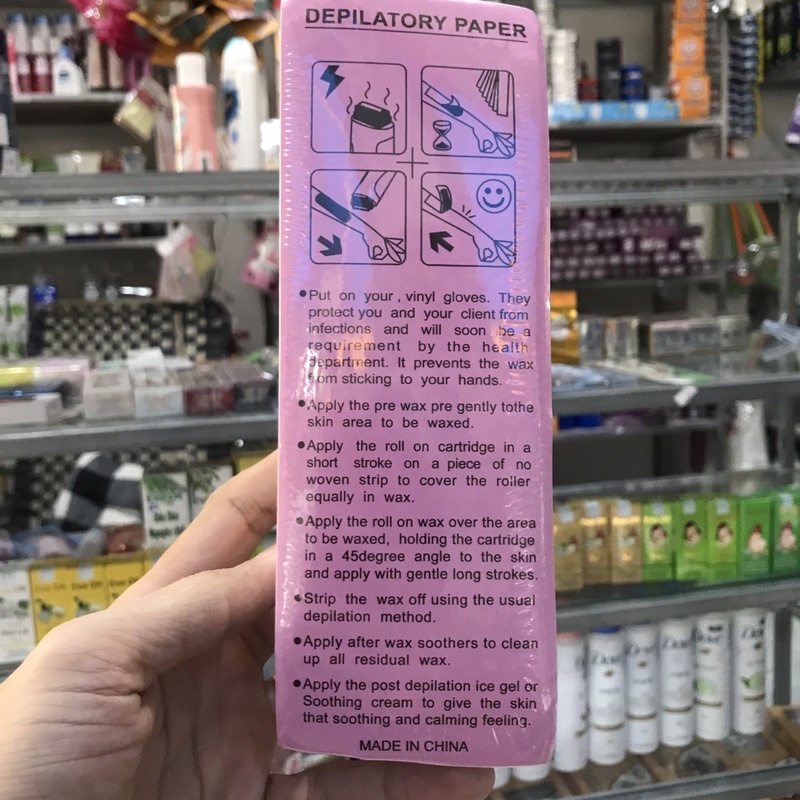 DEPILATORY PAPER
•Put on your , vinyl gloves. They
protect you and your client from
infections and will soon be a
requirement by the health
department. It prevents the wax
from sticking to your hands.
•Apply the pre wax pre gently tothe
skin area to be waxed.
•Apply the roll on cartridge in a
short stroke on a piece of no
woven strip to cover the roller
equally in wax.
•Apply the roll on wax over the area
to be waxed, holding the cartridge
in a 45degree angle to the skin
and apply with gentle long strokes.
•Strip the wax off using the usual
depilation method.
•Apply after wax soothers to clean
up all residual wax.
•Apply the post depilation ice gel or
Soothing cream to give the skin
that soothing and calming feeling.
MADE IN CHINA
Dove